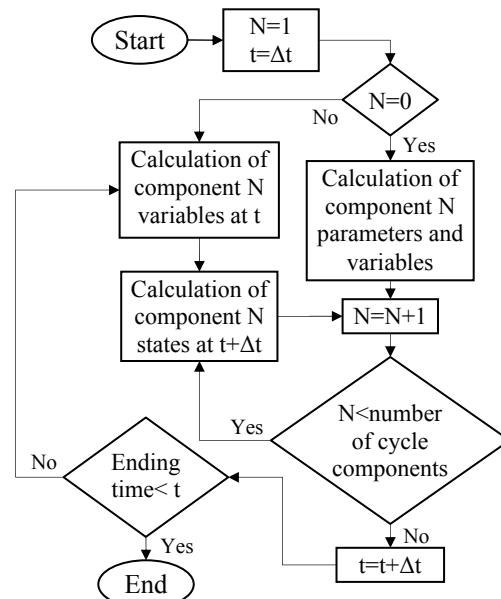 Start
N=1
t=Δt
N=0
No
Yes
Calculation of
component N
variables at t
Calculation of
component N
parameters and
variables
Calculation of
component N
states at t+Δt
N=N+1
Yes
N<number
of cycle
components
No
Ending
time< t
No
t=t+Δt
Yes
End